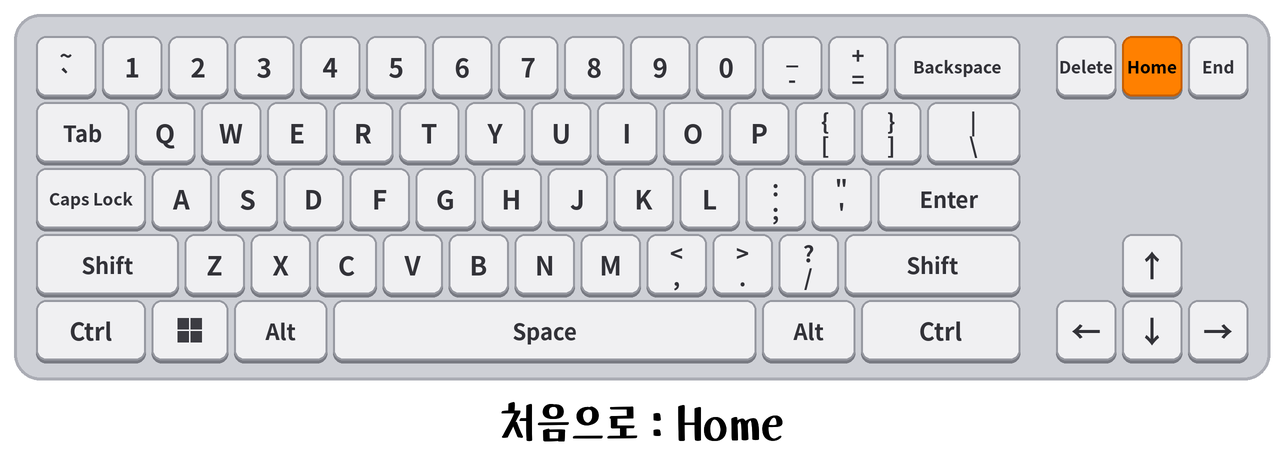 ~ 1 2 3 4 5 6 7 8 9 0 _ + Backspace Delete Home End
` - =
Tab Q W E R T Y U I O P { } |
[ ] \
Caps Lock A S D F G H J K L : " Enter
; '
Shift Z X C V B N M < > ? Shift ↑
, . /
Ctrl Alt Space Alt Ctrl ← ↓ →
처음으로 : Home